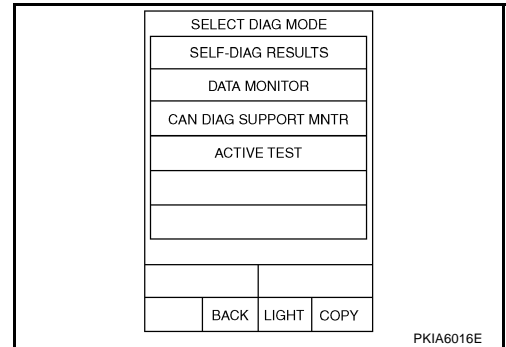 SELECT DIAG MODE
SELF-DIAG RESULTS
DATA MONITOR
CAN DIAG SUPPORT MNTR
ACTIVE TEST
BACK LIGHT COPY
PKIA6016E